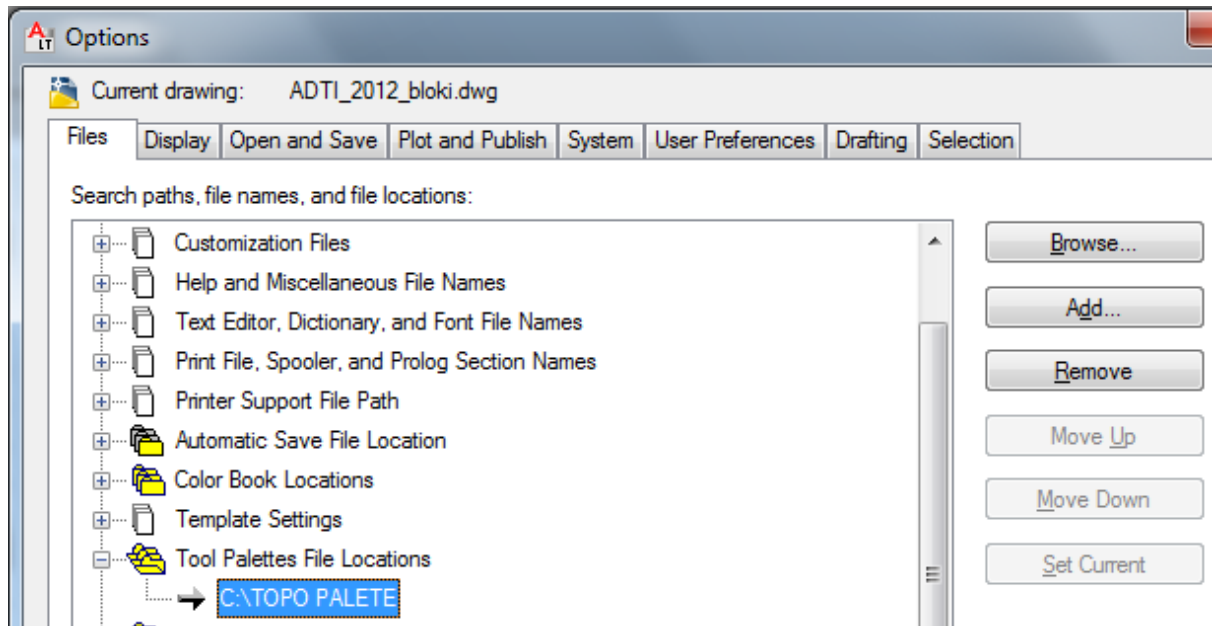 A LT Options
Current drawing: ADTI_2012_bloki.dwg
Files Display Open and Save Plot and Publish System User Preferences Drafting Selection
Search paths, file names, and file locations:
Customization Files
Help and Miscellaneous File Names
Text Editor, Dictionary, and Font File Names
Print File, Spooler, and Prolog Section Names
Printer Support File Path
Automatic Save File Location
Color Book Locations
Template Settings
Tool Palettes File Locations
C:\TOPO PALETE
Browse...
Add...
Remove
Move Up
Move Down
Set Current